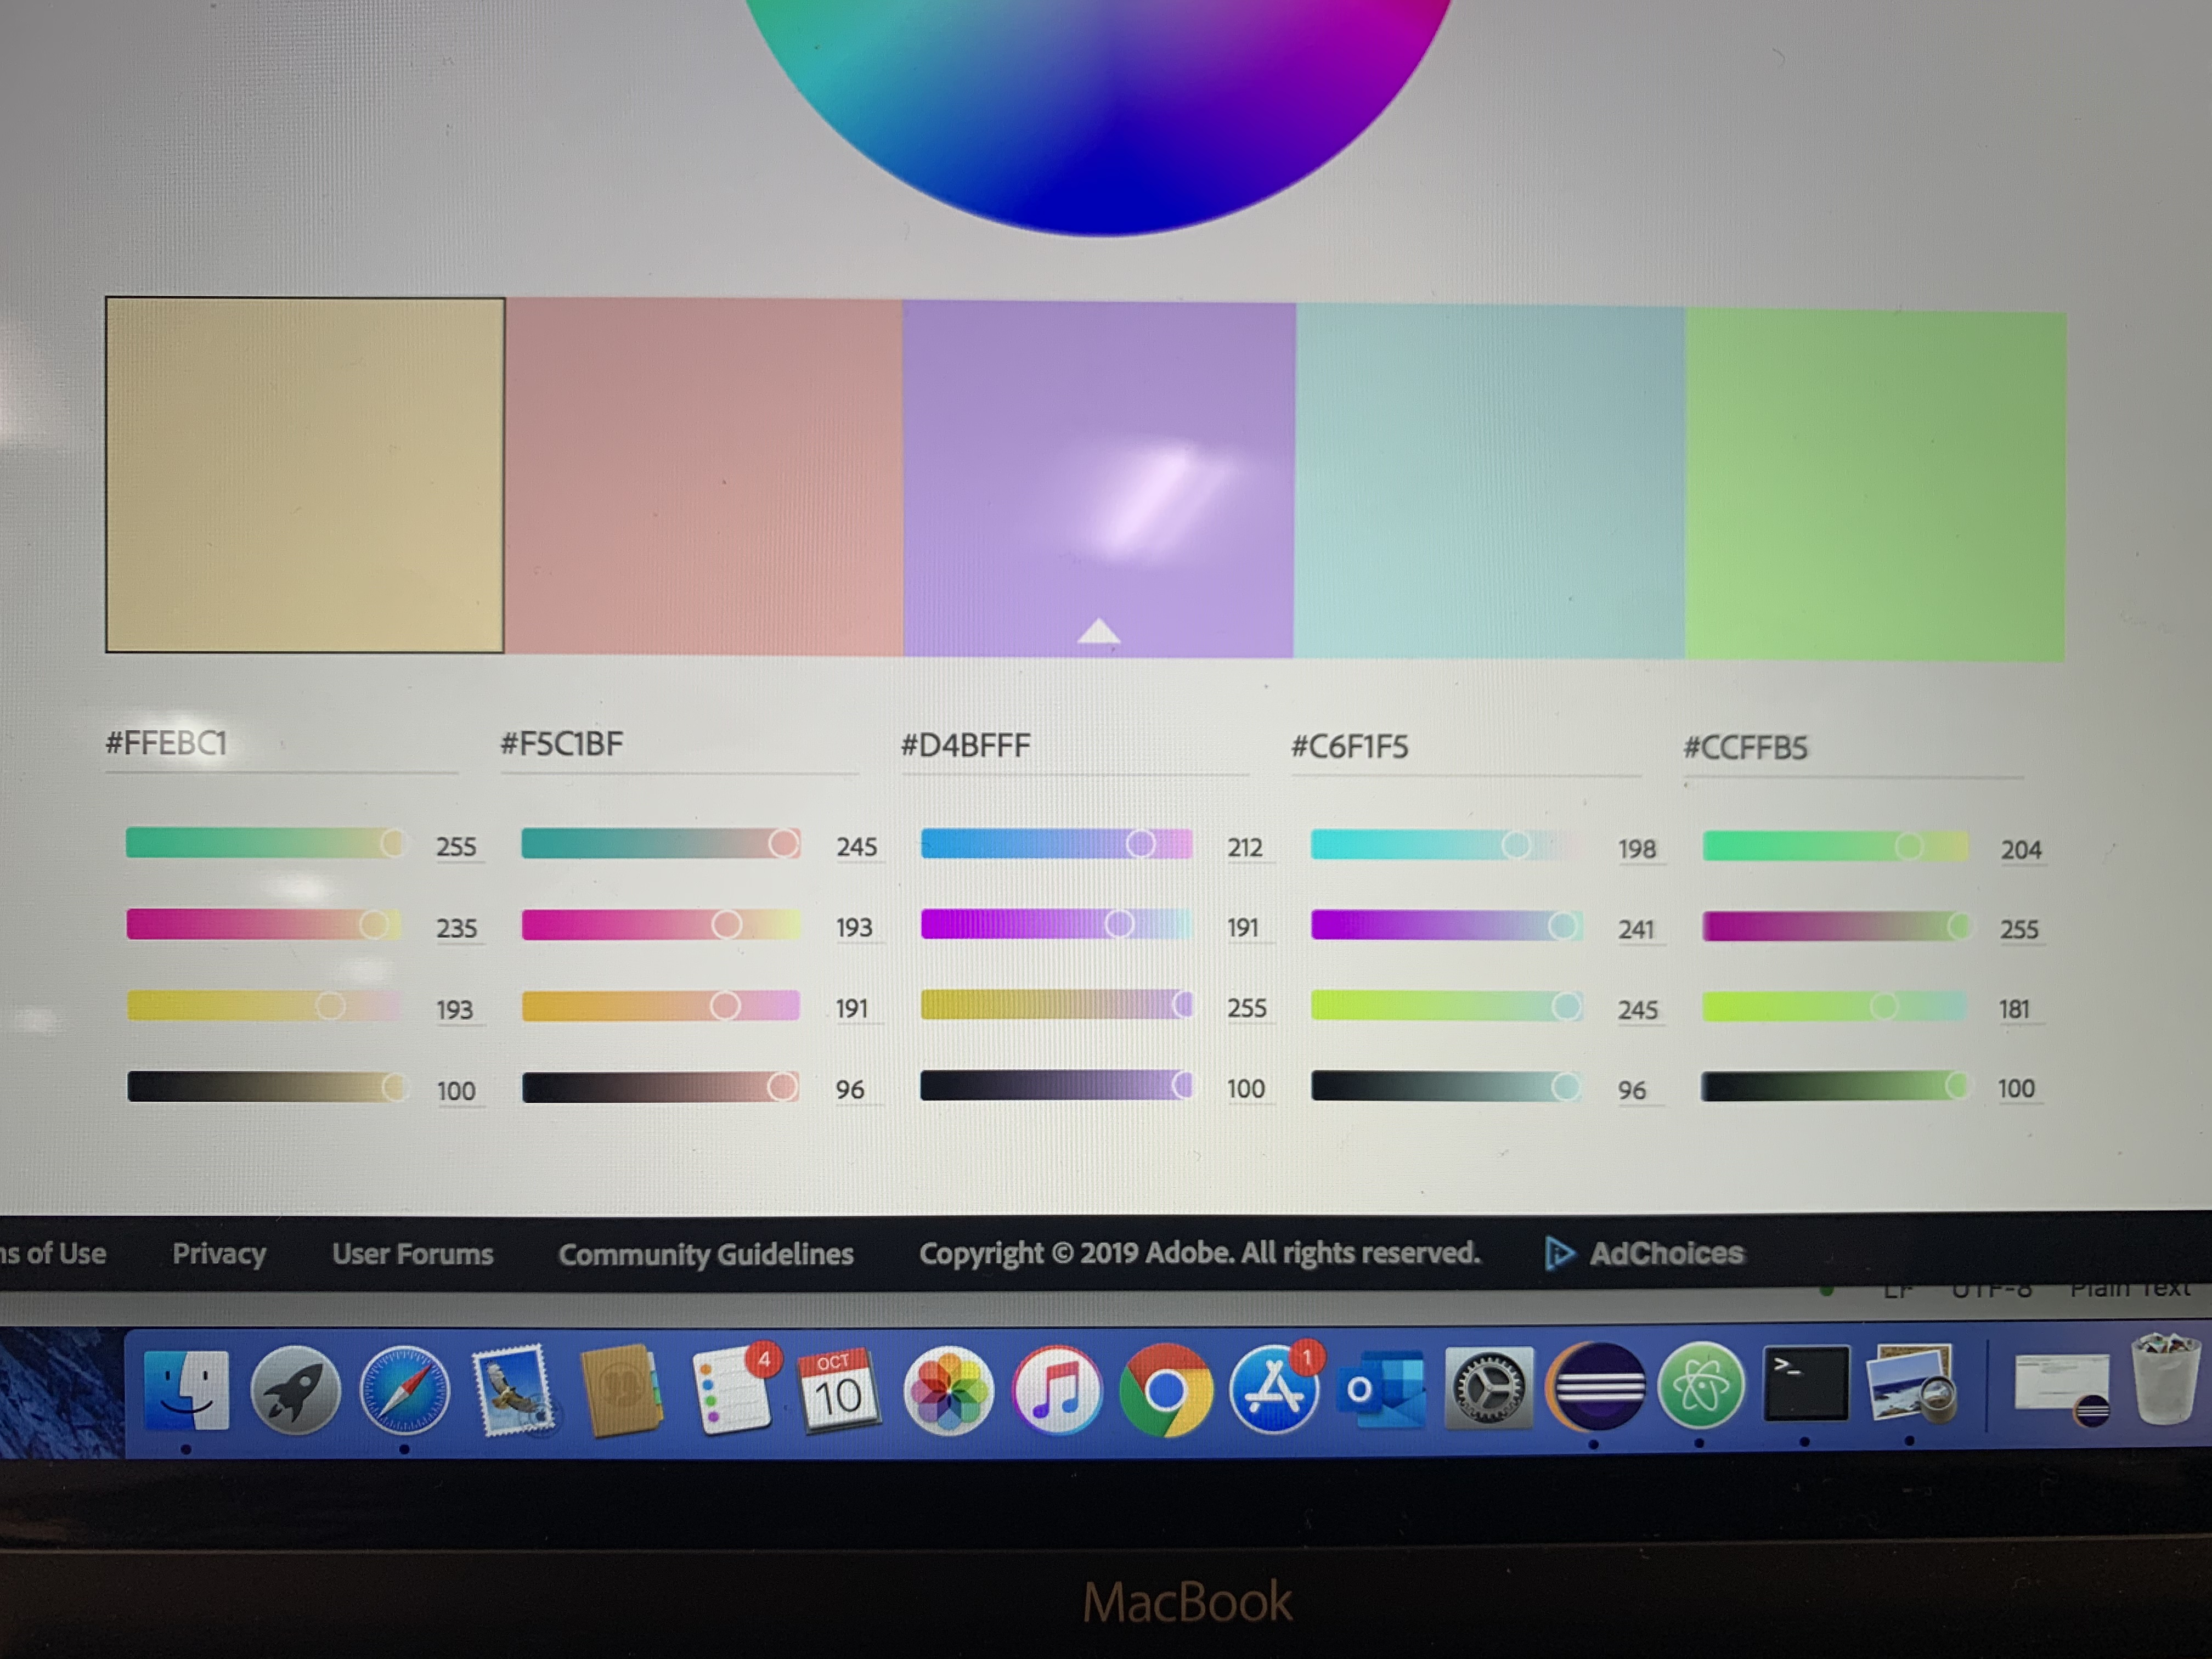 #FFEBC1 #F5C1BF #D4BFFF #C6F1F5 #CCFFB5
255 245 212 198 204
235 193 191 241 255
193 191 255 245 181
100 96 100 96 100
ns of Use Privacy User Forums Community Guidelines Copyright © 2019 Adobe. All rights reserved. AdChoices
LF UTF-8 Plain Text
4 OCT 10 1 O >_
MacBook